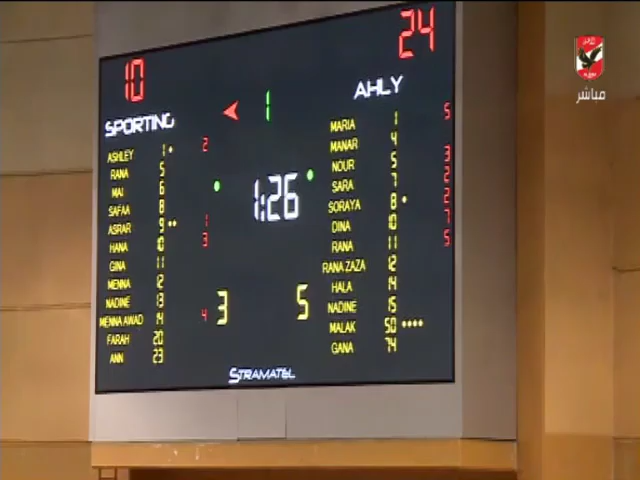 10 24
SPORTING 1 AHLY
ASHLEY 1 2
RANA 5
MAI 6
SAFAA 8
ASRAR 9 1
HANA 10 3
GINA 11
MENNA 12
NADINE 13
MENNA AWAD 14 4
FARAH 20
ANN 23
1:26
3 5
MARIA 1 5
MANAR 4
NOUR 5 3
SARA 7 2
SORAYA 8 2
DINA 10 7
RANA 11 5
RANA ZAZA 12
HALA 14
NADINE 15
MALAK 50
GANA 74
STRAMATEL
مباشر